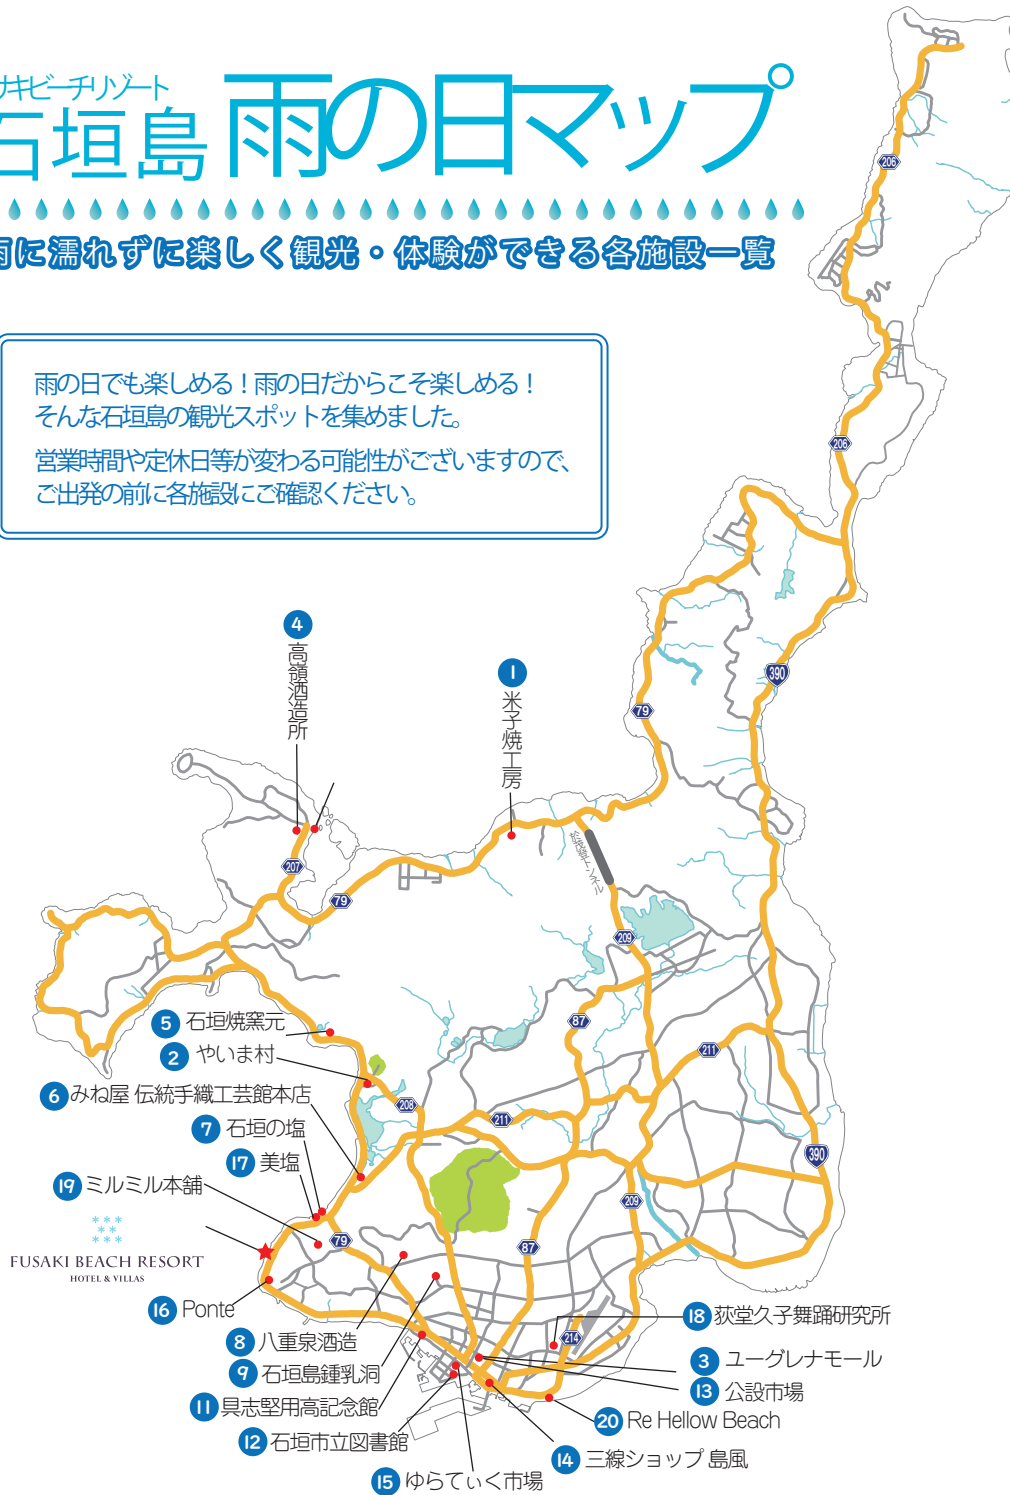 サキビーチリゾート
石垣島 雨の日マップ
雨に濡れずに楽しく観光・体験ができる各施設一覧
雨の日でも楽しめる！雨の日だからこそ楽しめる！
そんな石垣島の観光スポットを集めました。
営業時間や定休日等が変わる可能性がございますので、
ご出発の前に各施設にご確認ください。
206
206
4 高嶺酒造所
1 米子焼工房
390
79
207
79
209
87
211
5 石垣焼窯元
2 やいま村
6 みね屋 伝統手織工芸館本店
208
211
7 石垣の塩
17 美塩
390
19 ミルミル本舗
209
79
87
FUSAKI BEACH RESORT
HOTEL & VILLAS
16 Ponte
8 八重泉酒造
18 荻堂久子舞踊研究所
214
9 石垣島鍾乳洞
3 ユーグレナモール
13 公設市場
11 具志堅用高記念館
20 Re Hellow Beach
12 石垣市立図書館
14 三線ショップ 島風
15 ゆらてぃく市場